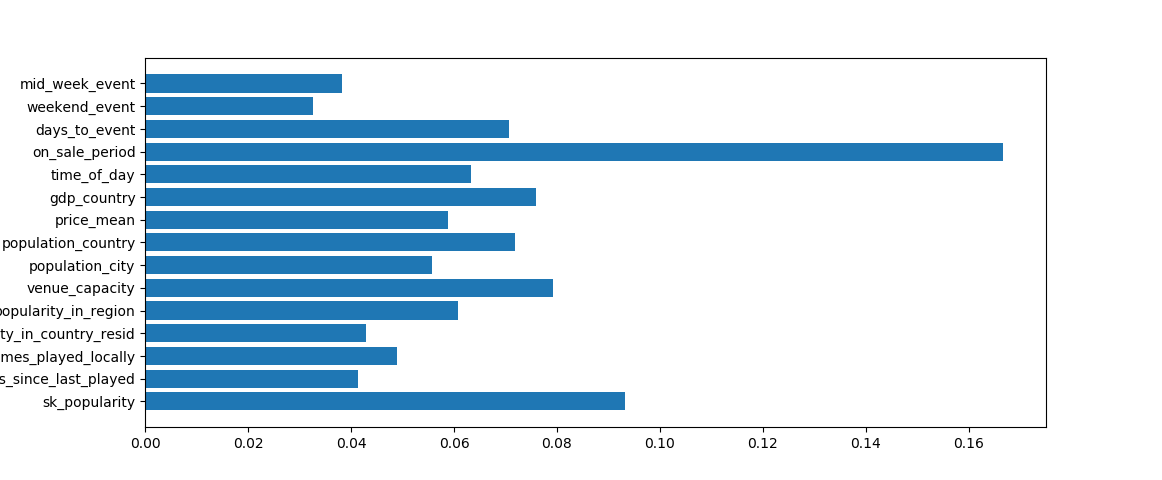 mid_week_event
weekend_event
days_to_event
on_sale_period
time_of_day
gdp_country
price_mean
population_country
population_city
venue_capacity
popularity_in_region
ty_in_country_resid
mes_played_locally
s_since_last_played
sk_popularity
0.00 0.02 0.04 0.06 0.08 0.10 0.12 0.14 0.16